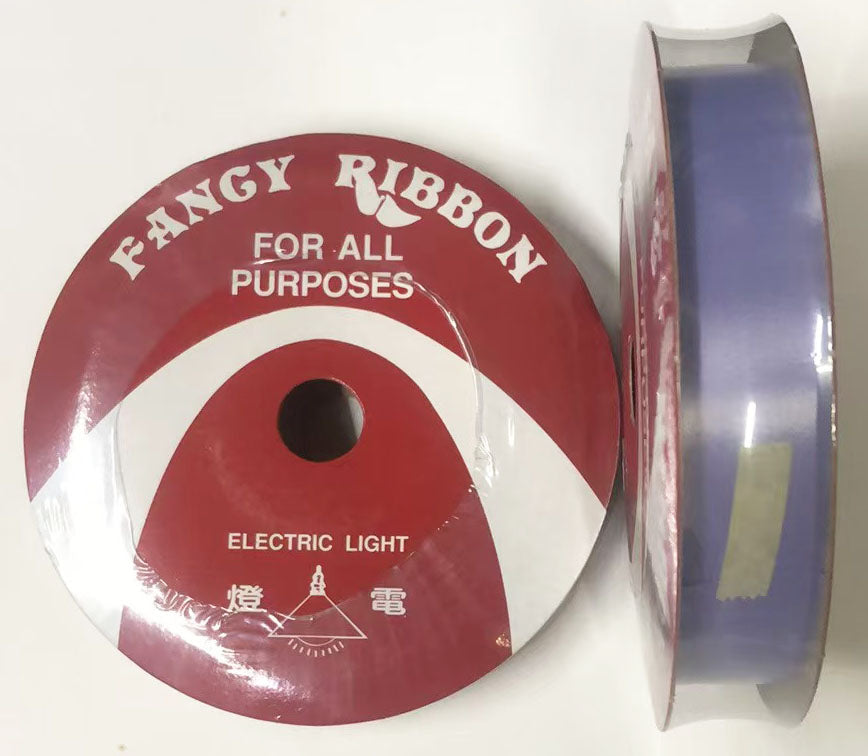 FANCY RIBBON
FOR ALL
PURPOSES
ELECTRIC LIGHT
燈 電